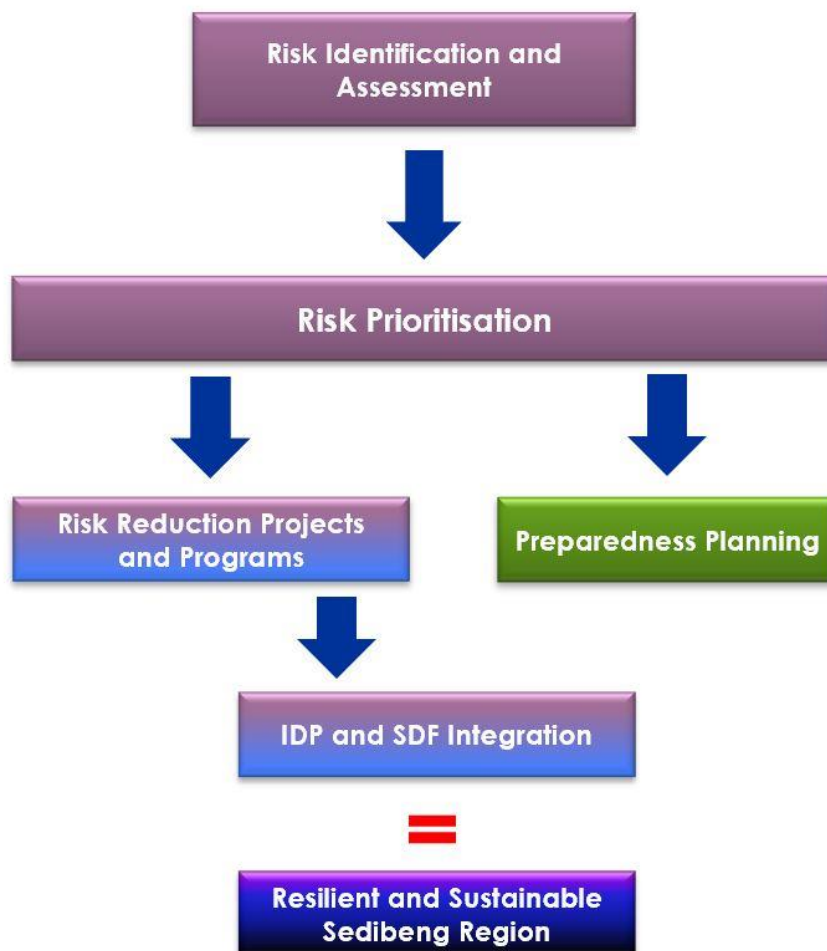 Risk Identification and
Assessment
Risk Prioritisation
Risk Reduction Projects
and Programs
Preparedness Planning
IDP and SDF Integration
=
Resilient and Sustainable
Sedibeng Region